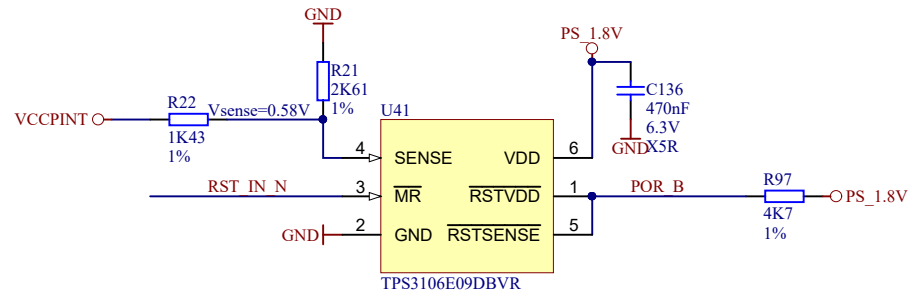 GND
PS_1.8V
R21
2K61
1%
R22
Vsense=0.58V
U41
C136
470nF
6.3V
X5R
GND
VCCPINT
1K43
1%
4
SENSE
VDD
6
RST_IN_N
3
MR
RSTVDD
1
POR_B
R97
PS_1.8V
4K7
1%
GND
2
GND
RSTSENSE
5
TPS3106E09DBVR